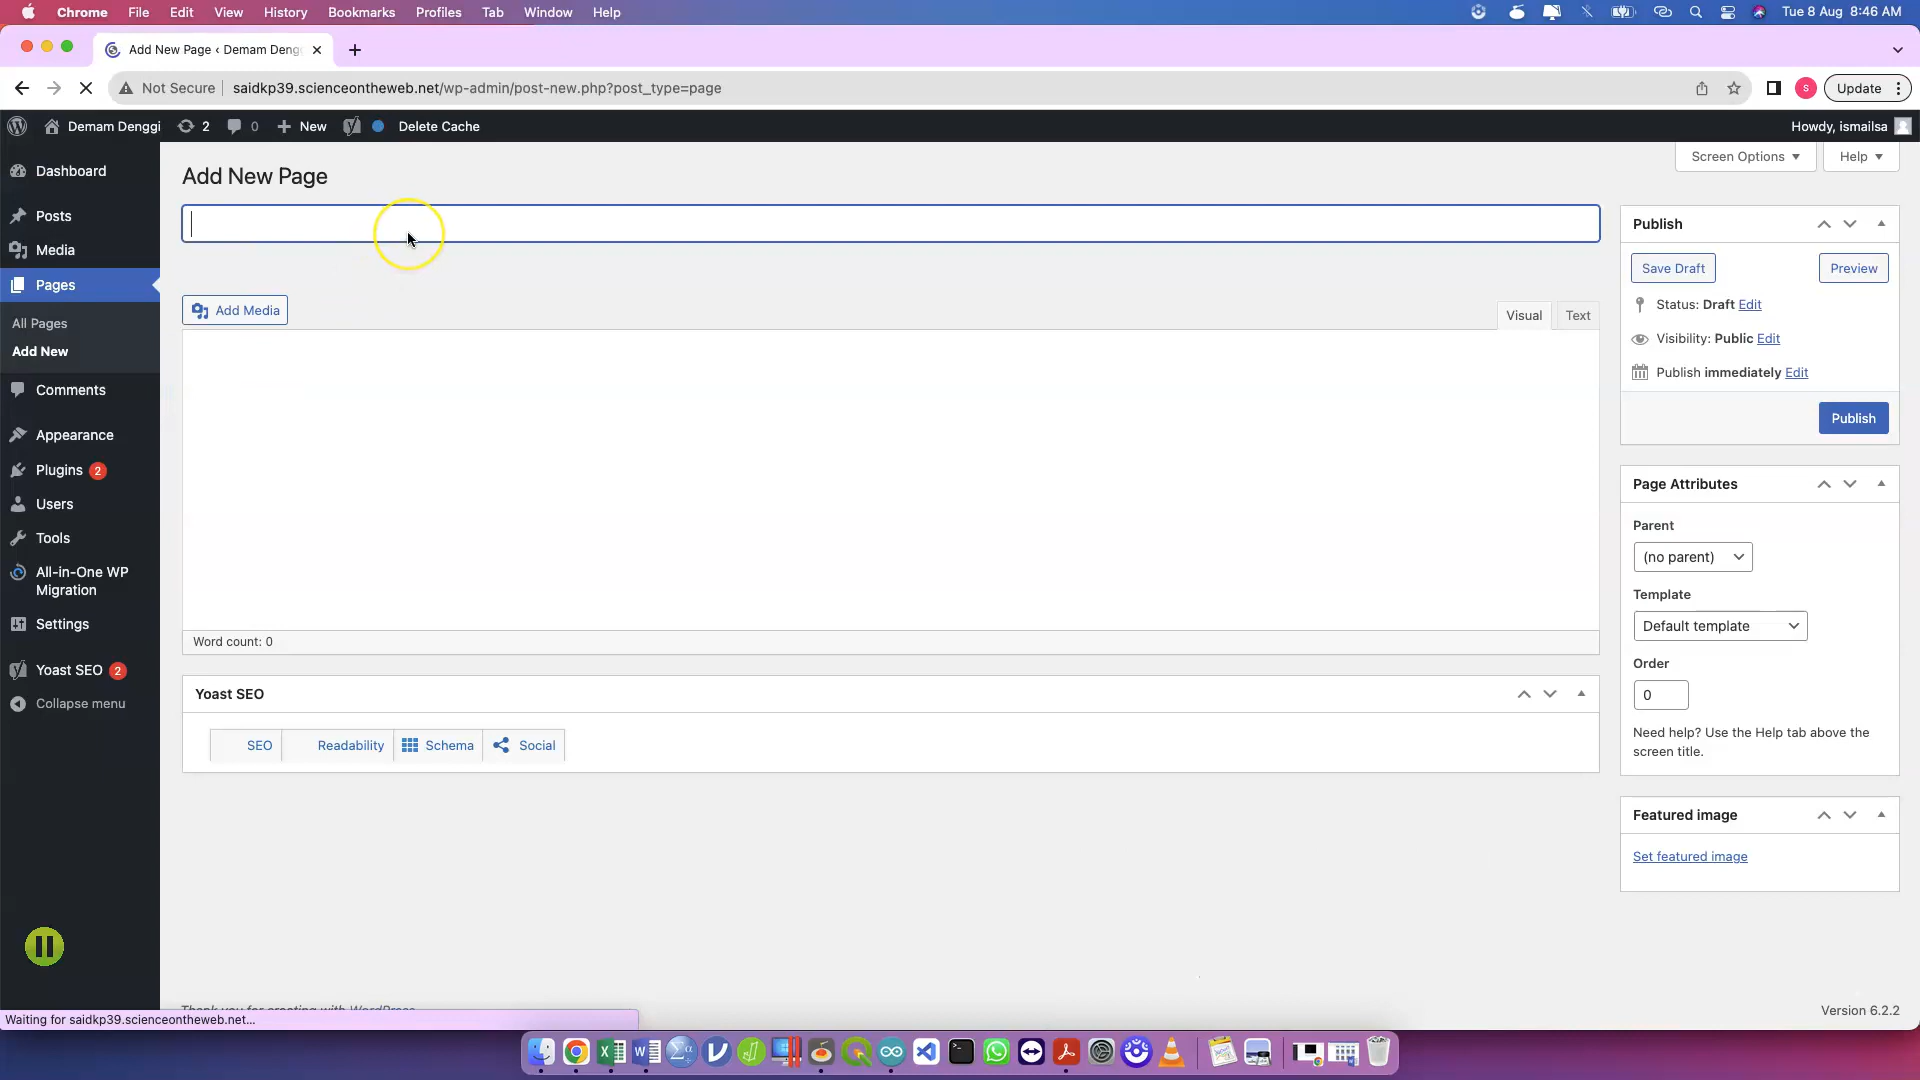 Chrome File Edit View History Bookmarks Profiles Tab Window Help Tue 8 Aug 8:46 AM
Add New Page ‹ Demam Deng
Not Secure saidkp39.scienceontheweb.net/wp-admin/post-new.php?post_type=page S Update
Demam Denggi 2 0 New Delete Cache Howdy, ismailsa
Screen Options Help
Dashboard
Posts
Media
Pages
All Pages
Add New
Comments
Appearance
Plugins 2
Users
Tools
All-in-One WP
Migration
Settings
Yoast SEO 2
Collapse menu
Add New Page
Add Media
Visual Text
Word count: 0
Yoast SEO
SEO Readability Schema Social
Publish
Save Draft Preview
Status: Draft Edit
Visibility: Public Edit
Publish immediately Edit
Publish
Page Attributes
Parent
(no parent)
Template
Default template
Order
0
Need help? Use the Help tab above the
screen title.
Featured image
Set featured image
Thank you for creating with WordPress.
Version 6.2.2
Waiting for saidkp39.scienceontheweb.net...